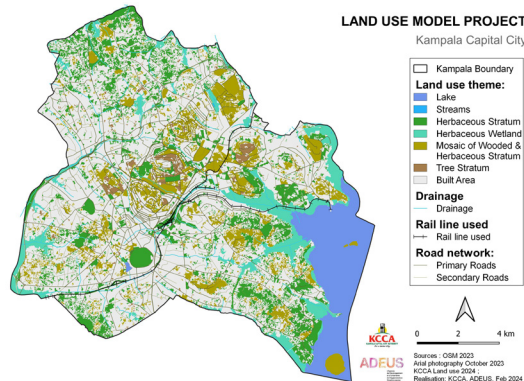 LAND USE MODEL PROJECT
Kampala Capital City
Kampala Boundary
Land use theme:
Lake
Streams
Herbaceous Stratum
Herbaceous Wetland
Mosaic of Wooded &
Herbaceous Stratum
Tree Stratum
Built Area
Drainage
Drainage
Rail line used
Rail line used
Road network:
Primary Roads
Secondary Roads
KCCA
ADEUS
0 2 4 km
Sources : OSM 2023
Arial photography October 2023
KCCA Land use 2024 ;
Realisation: KCCA, ADEUS, Feb 2024